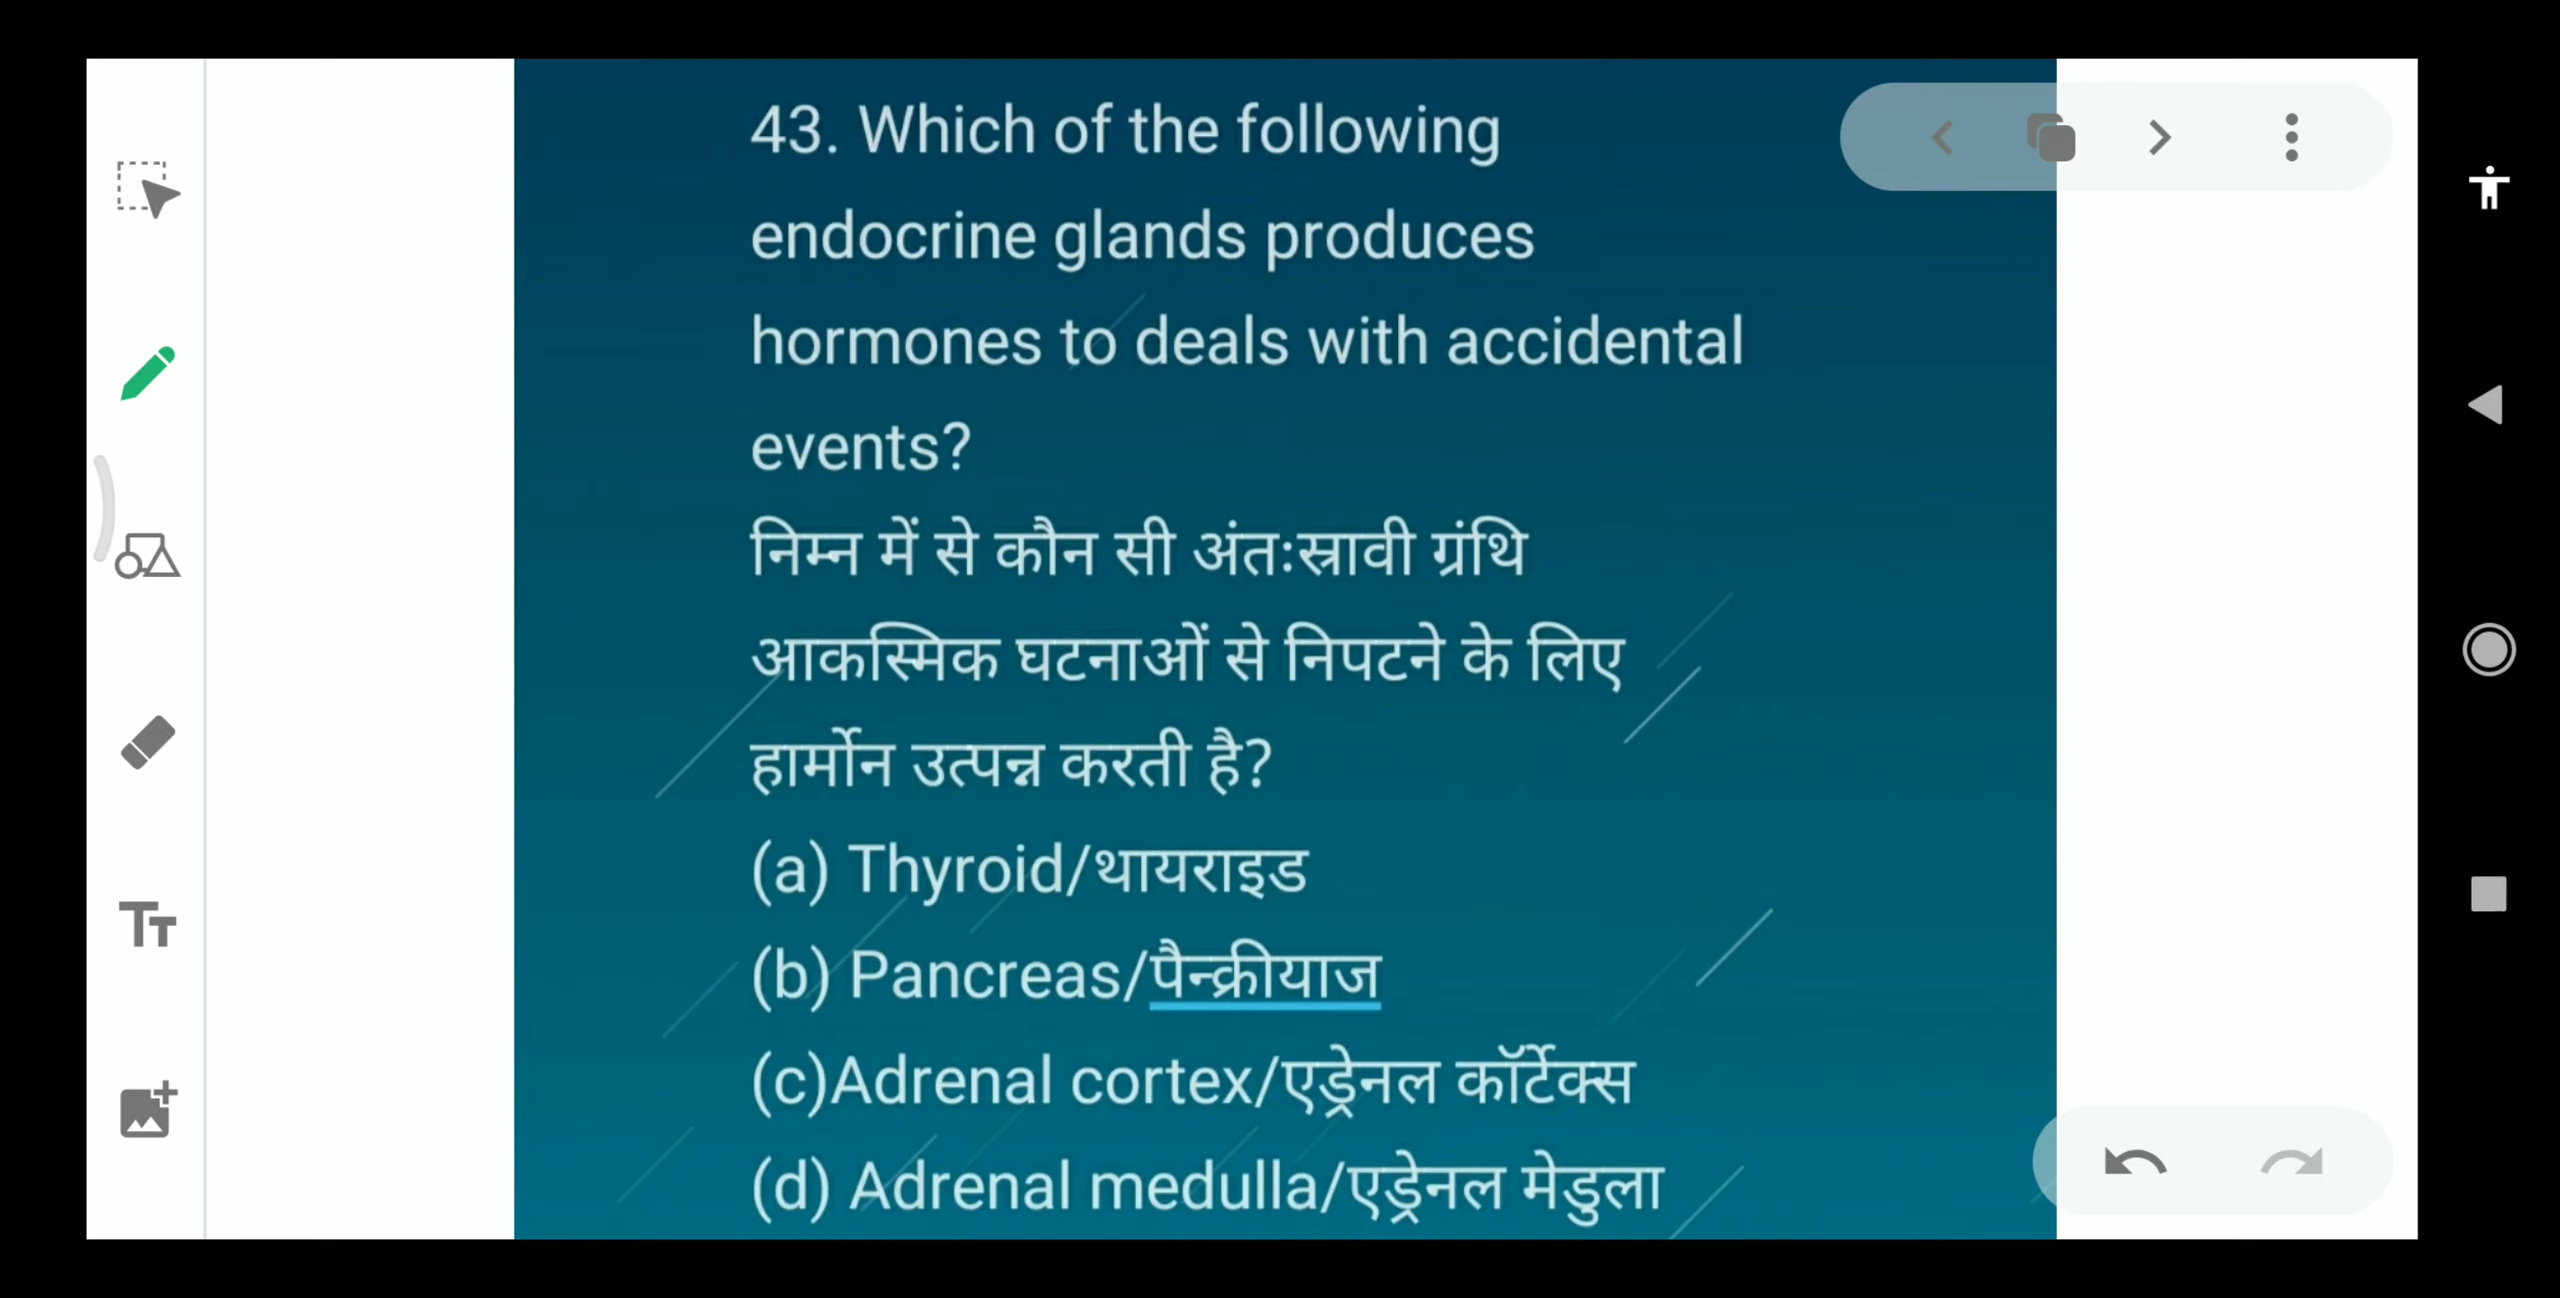 43. Which of the following
endocrine glands produces
hormones to deals with accidental
events?
निम्न में से कौन सी अंतःस्रावी ग्रंथि
आकस्मिक घटनाओं से निपटने के लिए
हार्मोन उत्पन्न करती है?
(a) Thyroid/थायराइड
(b) Pancreas/पैन्क्रीयाज
(c)Adrenal cortex/एड्रेनल कॉर्टेक्स
(d) Adrenal medulla/एड्रेनल मेडुला